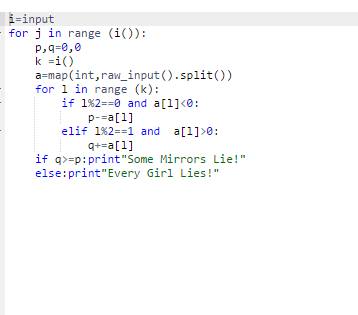 i=input
for j in range (i()):
    p,q=0,0
    k =i()
    a=map(int,raw_input().split())
    for l in range (k):
        if l%2==0 and a[l]<0:
            p-=a[l]
        elif l%2==1 and  a[l]>0:
            q+=a[l]
    if q>=p:print"Some Mirrors Lie!"
    else:print"Every Girl Lies!"